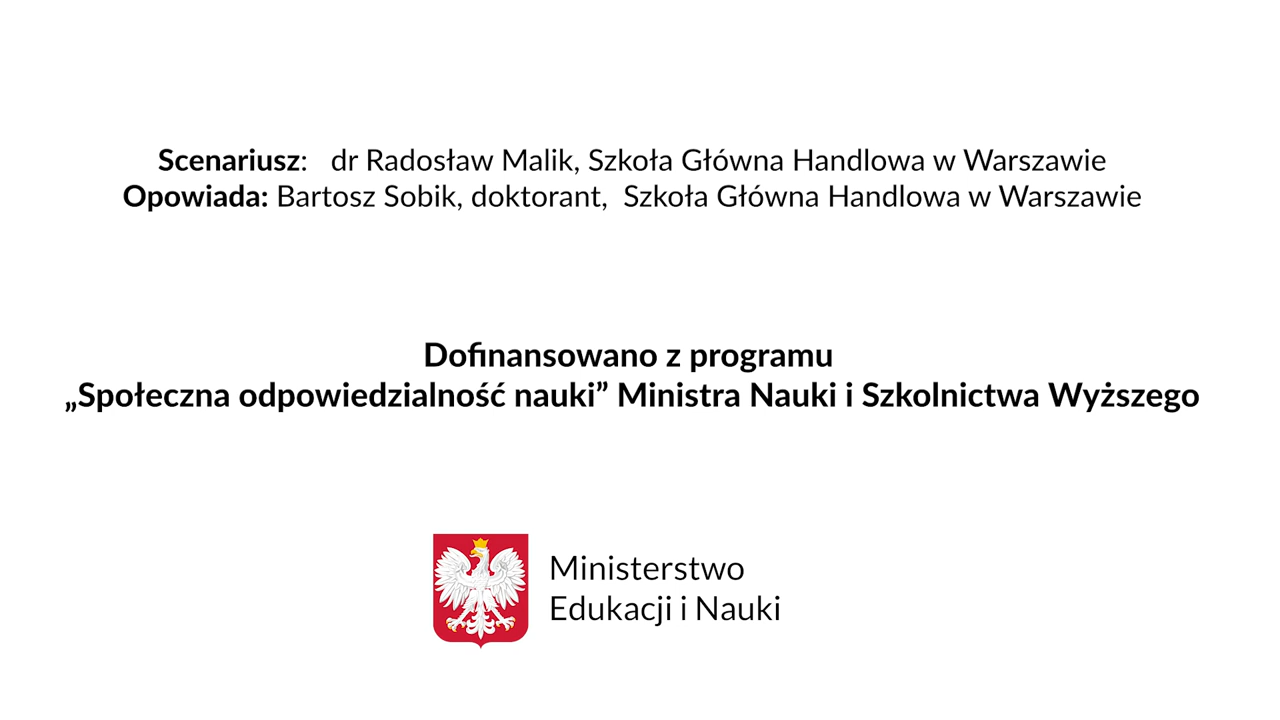 Scenariusz: dr Radosław Malik, Szkoła Główna Handlowa w Warszawie
Opowiada: Bartosz Sobik, doktorant, Szkoła Główna Handlowa w Warszawie
Dofinansowano z programu
„Społeczna odpowiedzialność nauki” Ministra Nauki i Szkolnictwa Wyższego
Ministerstwo
Edukacji i Nauki